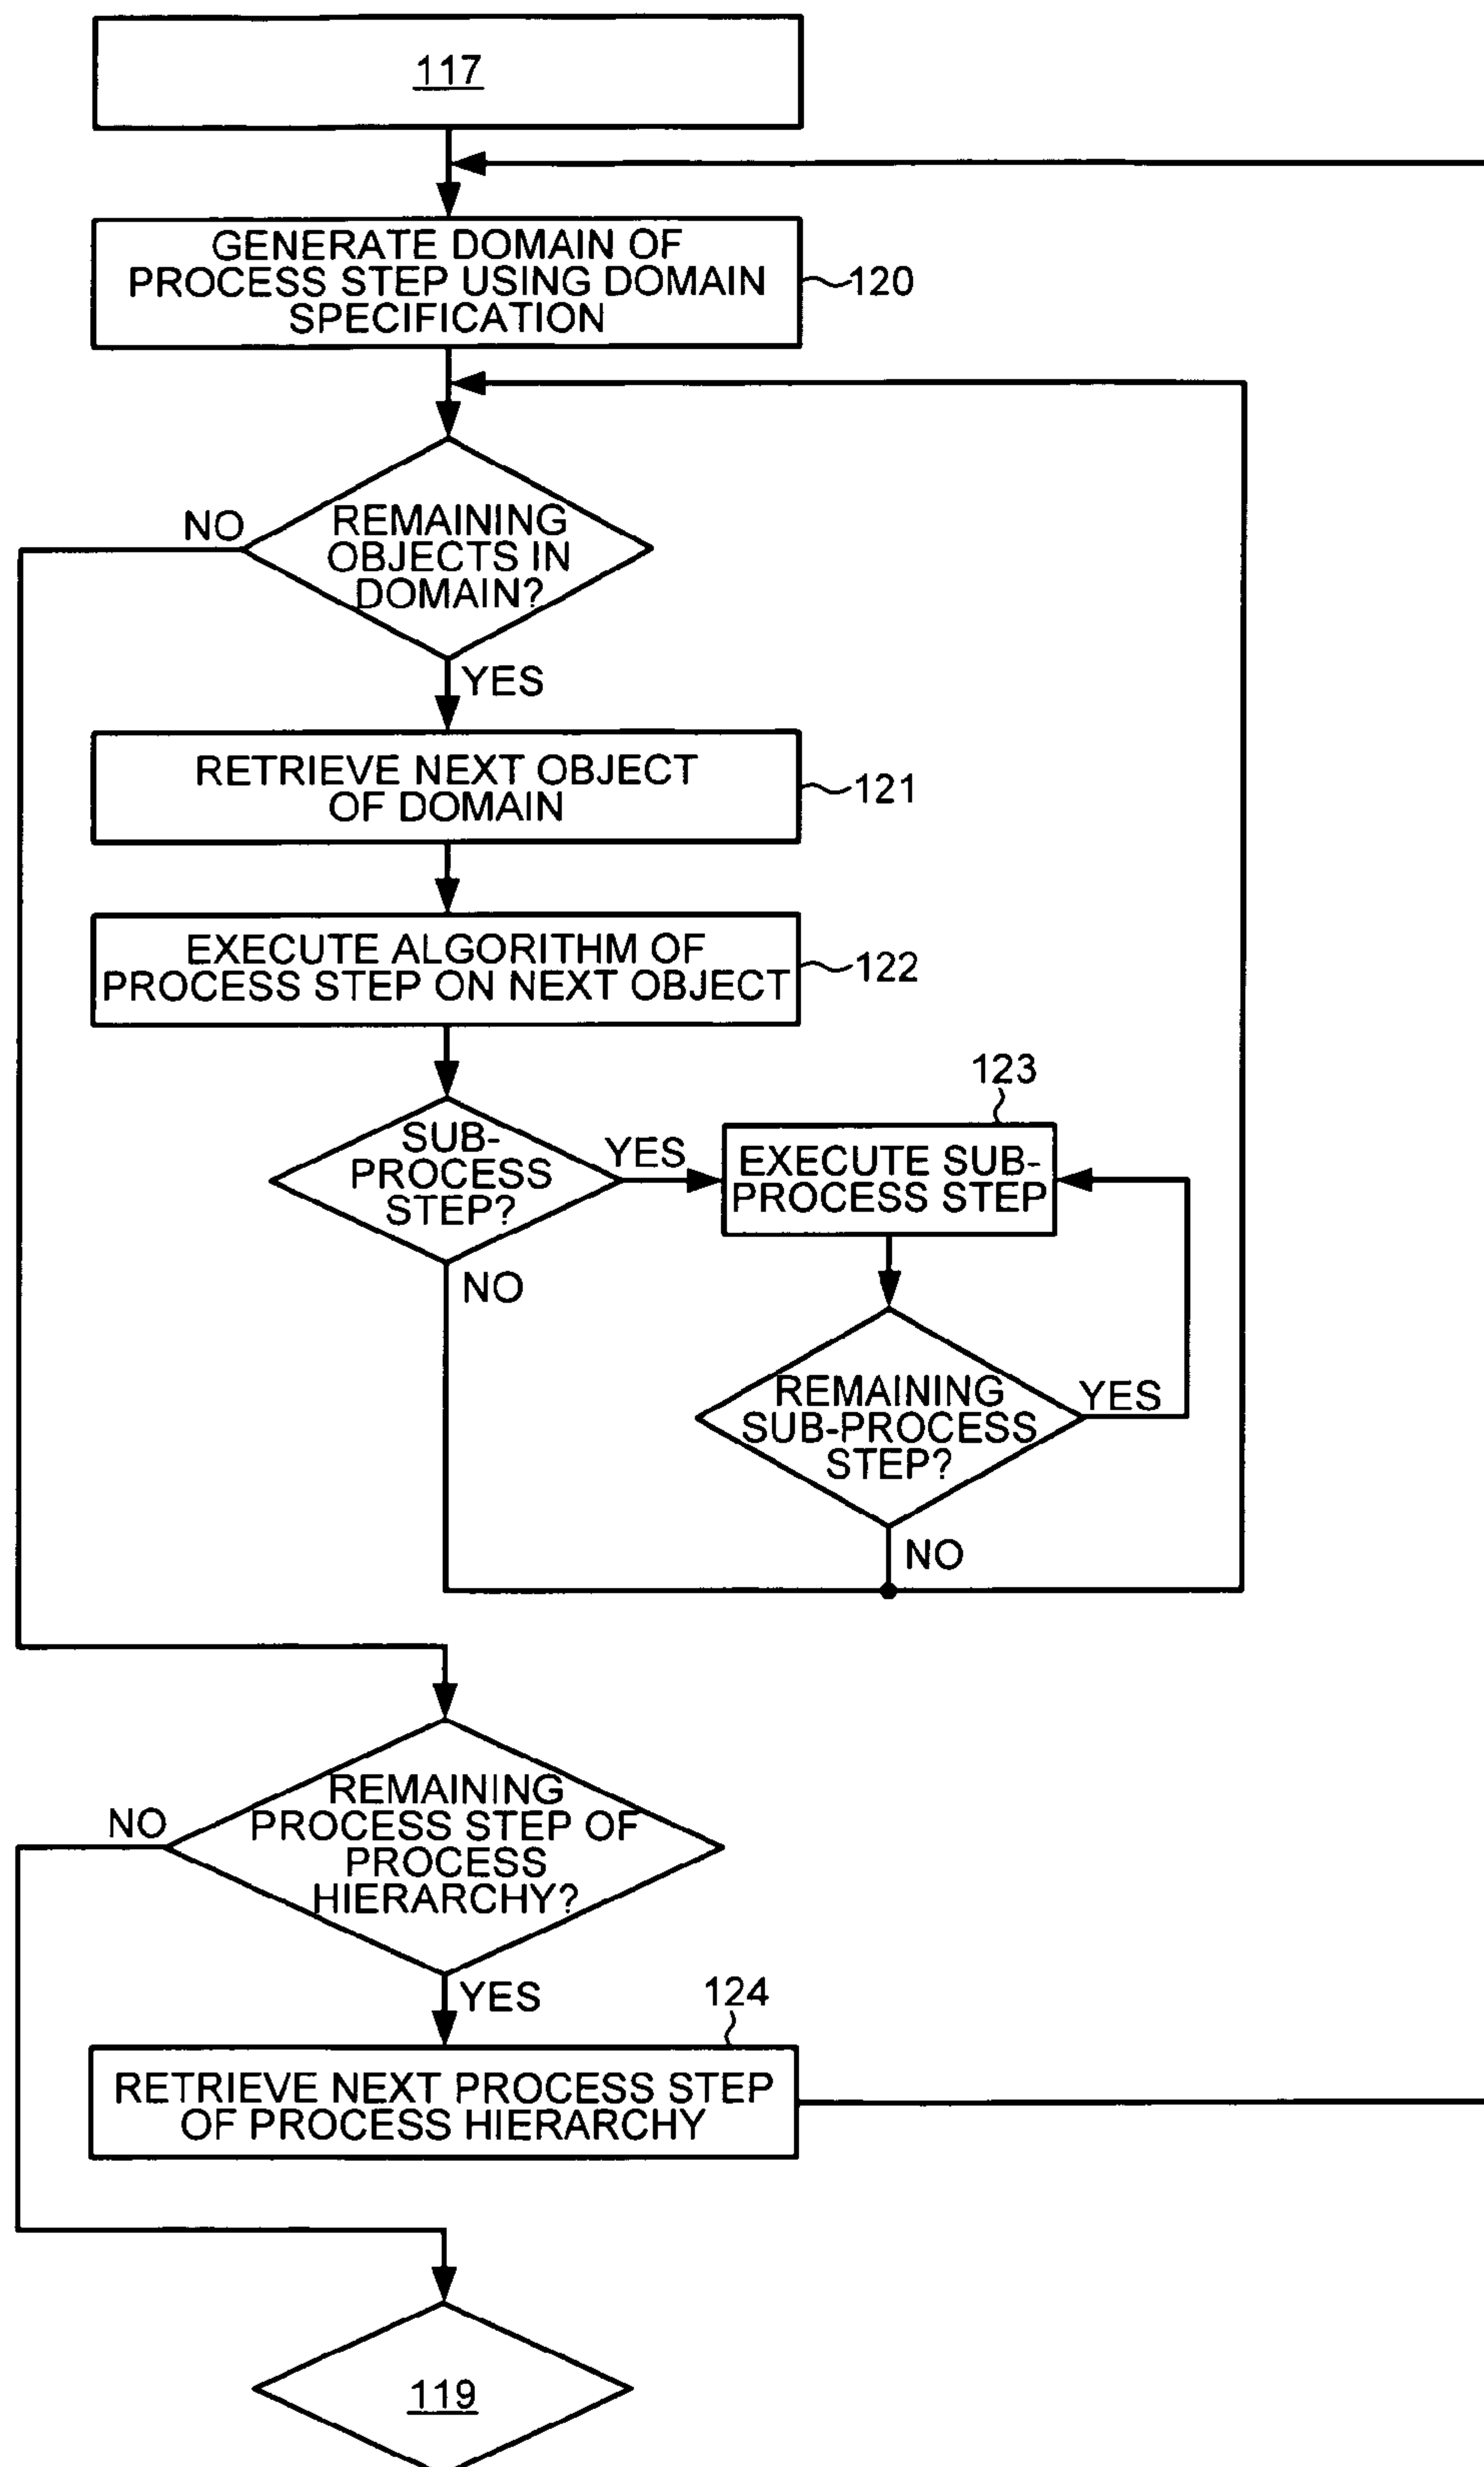 117
GENERATE DOMAIN OF
PROCESS STEP USING DOMAIN
SPECIFICATION
120
NO
REMAINING
OBJECTS IN
DOMAIN?
YES
RETRIEVE NEXT OBJECT
OF DOMAIN
121
EXECUTE ALGORITHM OF
PROCESS STEP ON NEXT OBJECT
122
SUB-
PROCESS
STEP?
YES
123
EXECUTE SUB-
PROCESS STEP
NO
REMAINING
SUB-PROCESS
STEP?
YES
NO
NO
REMAINING
PROCESS STEP OF
PROCESS
HIERARCHY?
YES
124
RETRIEVE NEXT PROCESS STEP
OF PROCESS HIERARCHY
119